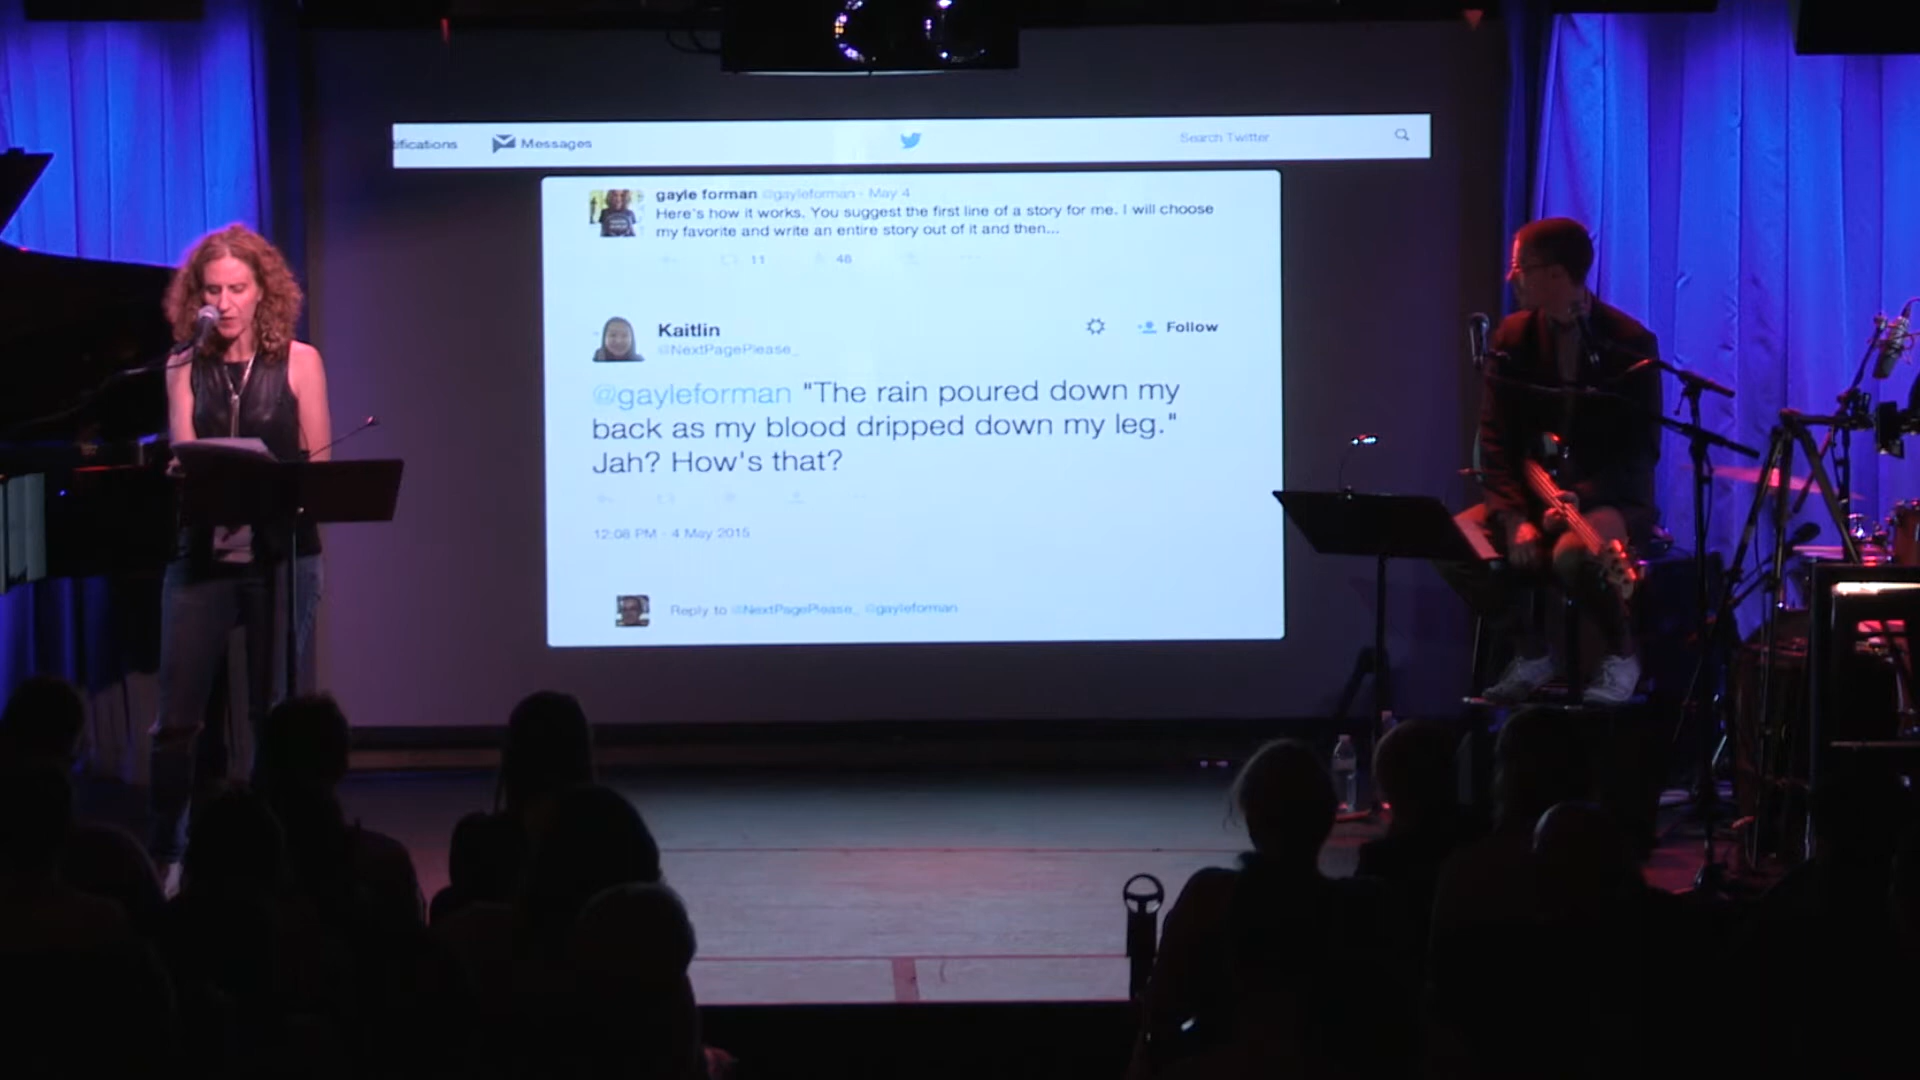 ifications Messages Search Twitter
gayle forman @gayleforman · May 4
Here's how it works. You suggest the first line of a story for me. I will choose
my favorite and write an entire story out of it and then...
11 48
Kaitlin
Follow
@NextPagePlease_
@gayleforman "The rain poured down my
back as my blood dripped down my leg."
Jah? How's that?
12:08 PM - 4 May 2015
Reply to @NextPagePlease_ @gayleforman